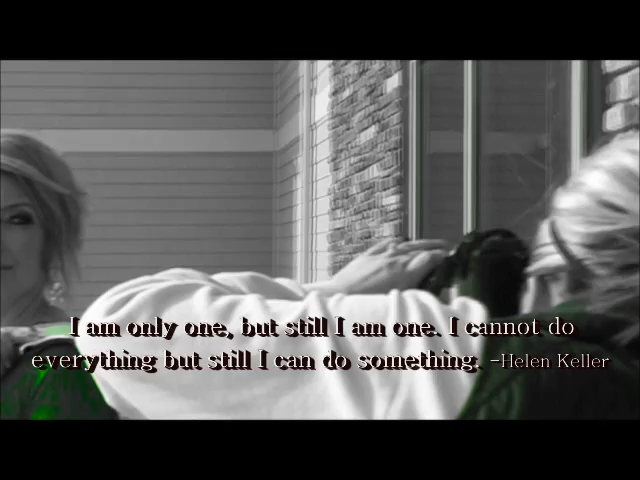 I am only one, but still I am one. I cannot do
everything but still I can do something. -Helen Keller